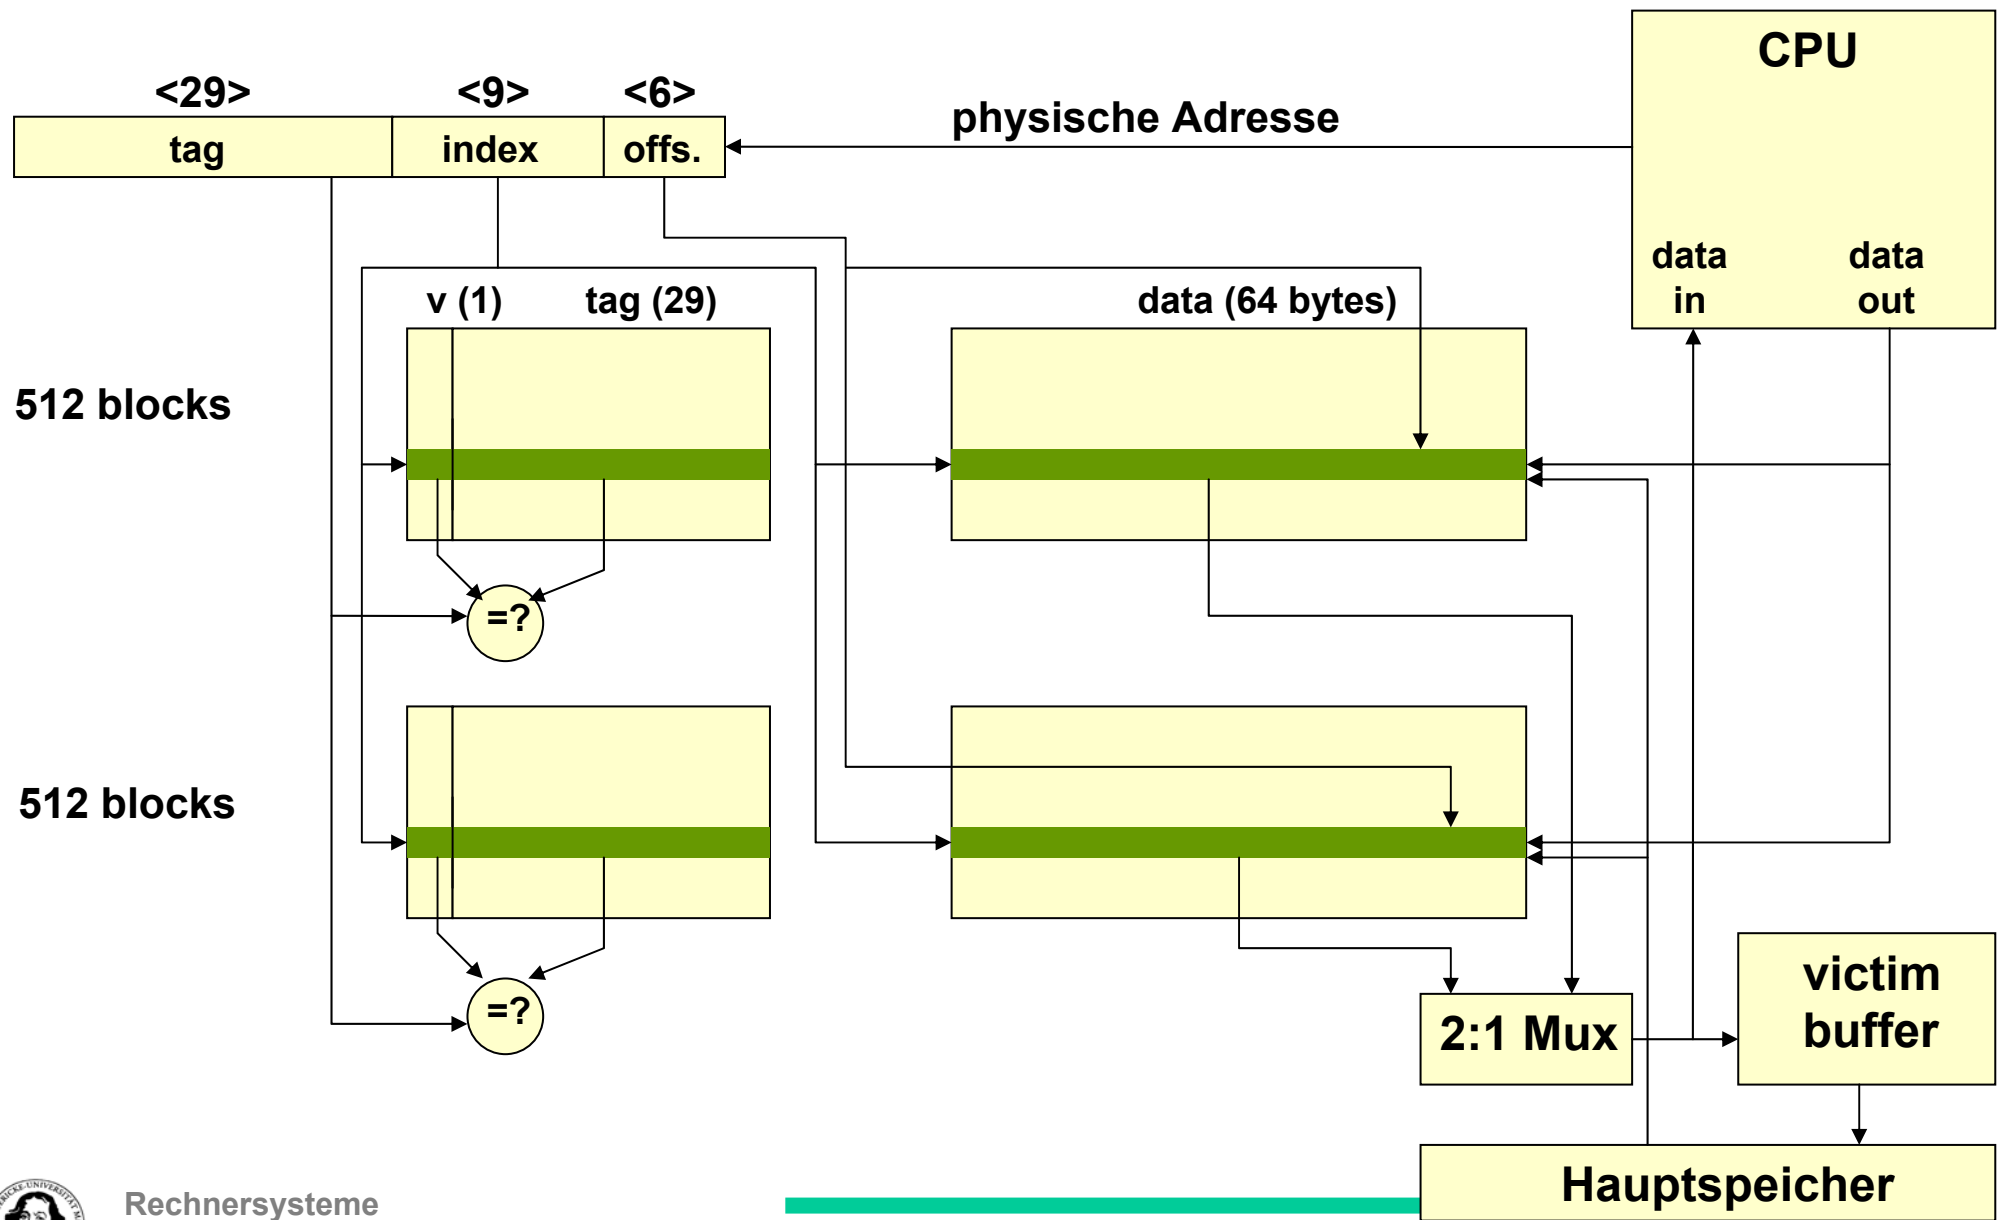 CPU
<29> <9> <6>
tag index offs.
physische Adresse
data in
data out
v (1) tag (29) data (64 bytes)
512 blocks
=?
512 blocks
=?
2:1 Mux
victim
buffer
Hauptspeicher
Rechnersysteme